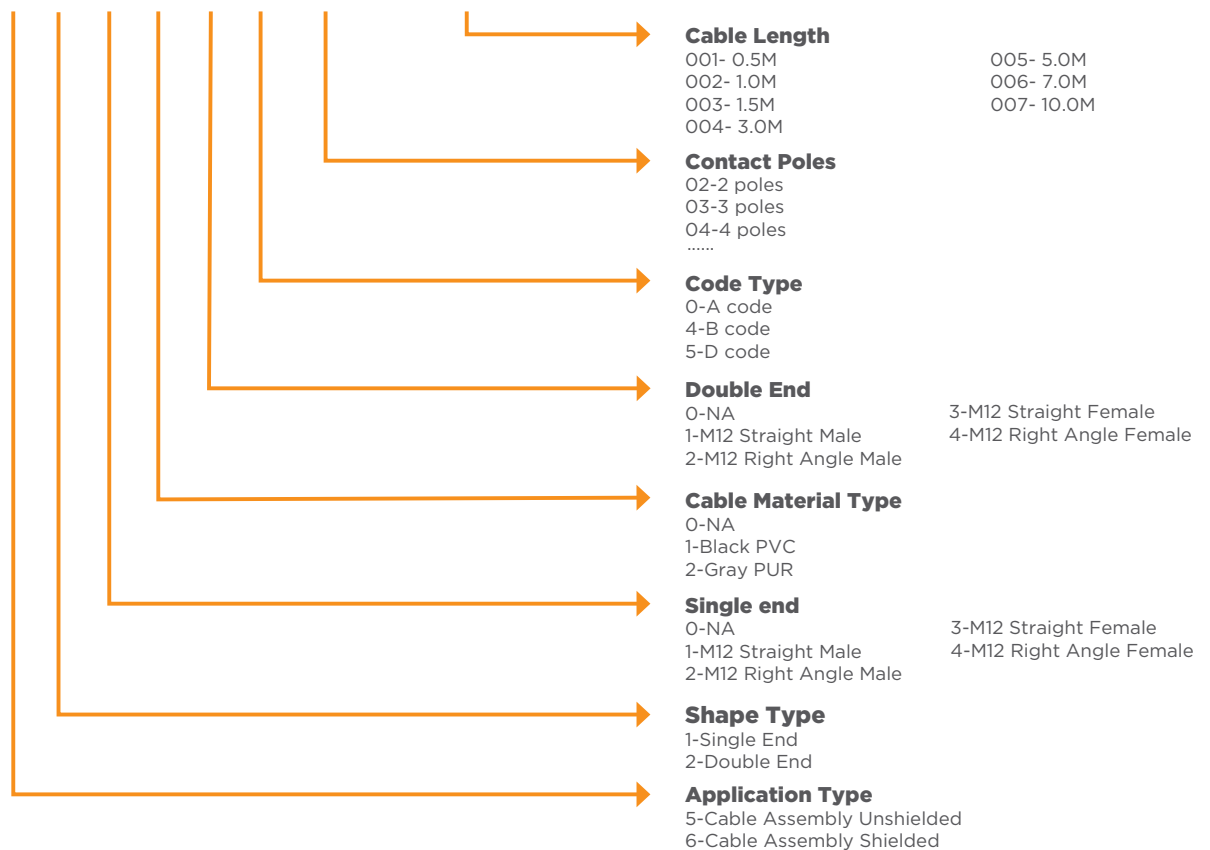 Cable Length
001- 0.5M 005- 5.0M
002- 1.0M 006- 7.0M
003- 1.5M 007- 10.0M
004- 3.0M
Contact Poles
02-2 poles
03-3 poles
04-4 poles
......
Code Type
0-A code
4-B code
5-D code
Double End
0-NA 3-M12 Straight Female
1-M12 Straight Male 4-M12 Right Angle Female
2-M12 Right Angle Male
Cable Material Type
0-NA
1-Black PVC
2-Gray PUR
Single end
0-NA 3-M12 Straight Female
1-M12 Straight Male 4-M12 Right Angle Female
2-M12 Right Angle Male
Shape Type
1-Single End
2-Double End
Application Type
5-Cable Assembly Unshielded
6-Cable Assembly Shielded